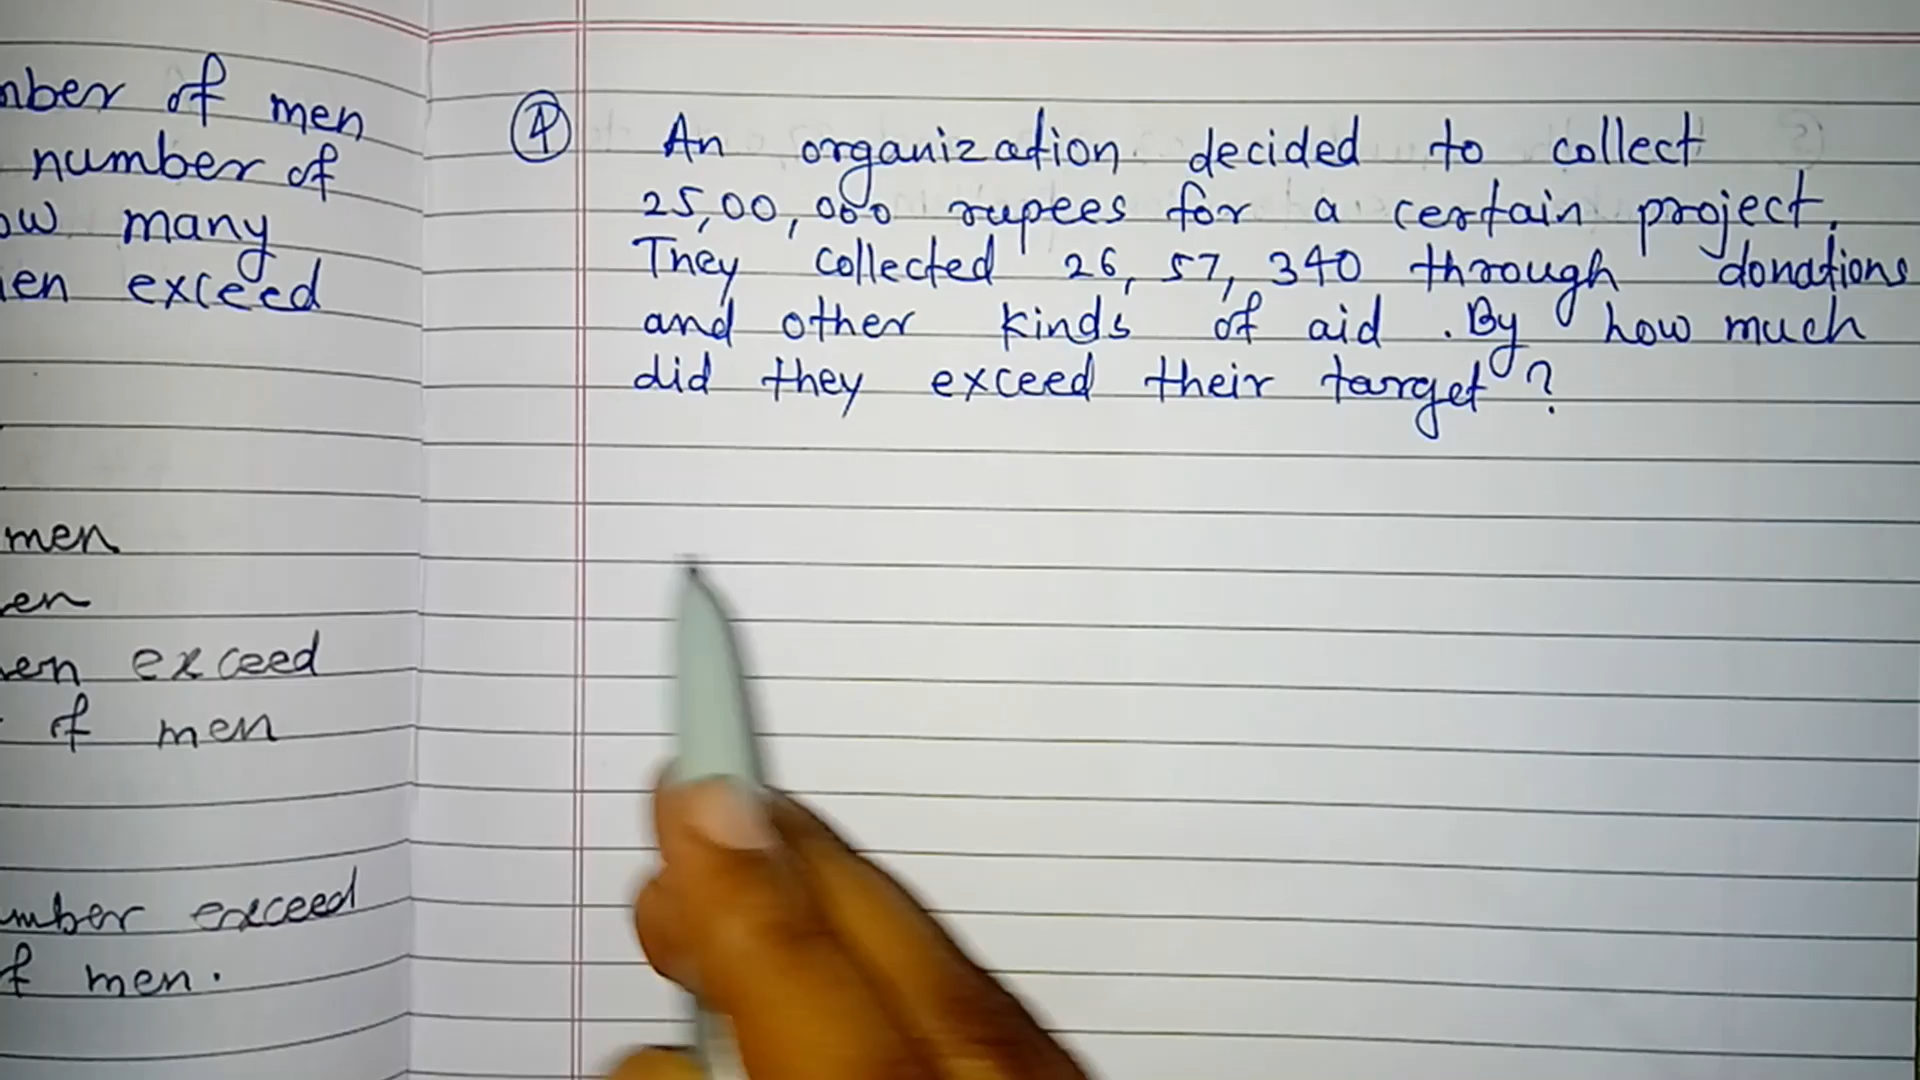 of men
number of
many
exceed
men
exceed
of men
exceed
men.
4 An organization decided to collect
25,00,000 rupees for a certain project.
They collected 26,57,340 through donations
and other kinds of aid. By how much
did they exceed their target?